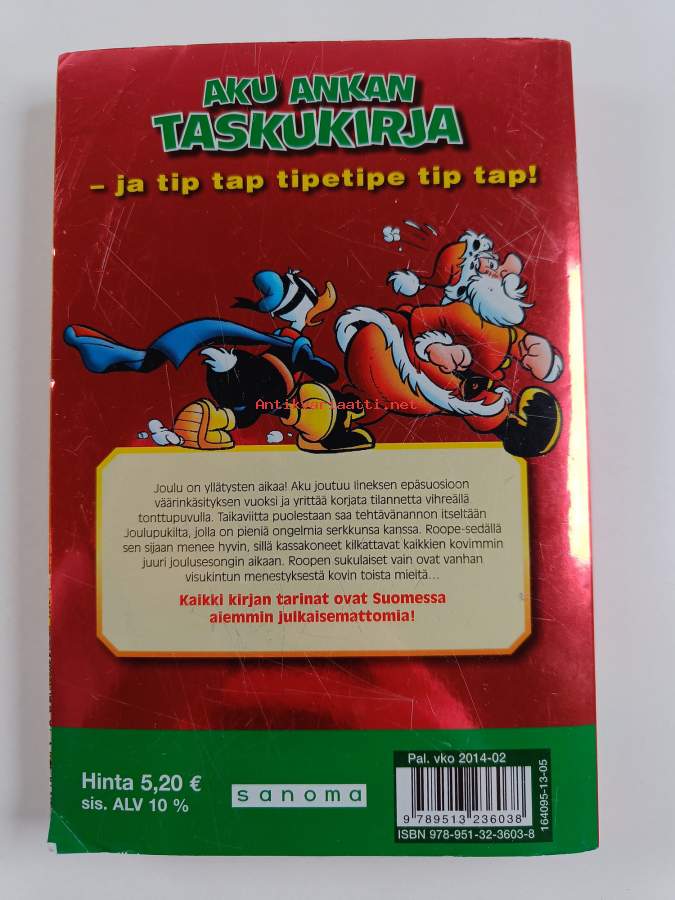 AKU ANKAN
TASKUKIRJA
– ja tip tap tipetipe tip tap!
Antikvariaatti.net
Joulu on yllätysten aikaa! Aku joutuu Iineksen epäsuosioon
väärinkäsityksen vuoksi ja yrittää korjata tilannetta vihreällä
tonttupuvulla. Taikaviitta puolestaan saa tehtävänannon itseltään
Joulupukilta, jolla on pieniä ongelmia serkkunsa kanssa. Roope-sedällä
sen sijaan menee hyvin, sillä kassakoneet kilkattavat kaikkien kovimmin
juuri joulusesongin aikaan. Roopen sukulaiset vain ovat vanhan
visukintun menestyksestä kovin toista mieltä...
Kaikki kirjan tarinat ovat Suomessa
aiemmin julkaisemattomia!
Hinta 5,20 €
sis. ALV 10 %
sanoma
Pal. vko 2014-02
9 789513 236038
ISBN 978-951-32-3603-8
164095-13-05